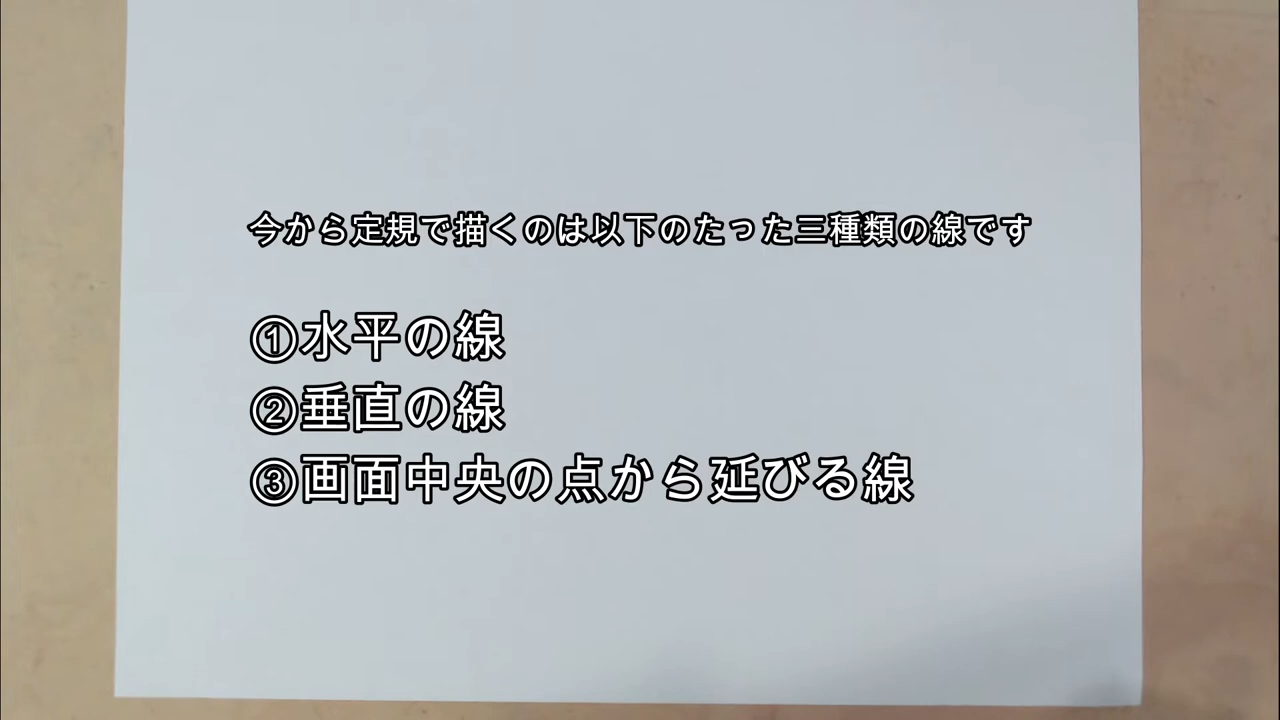 今から定規で描くのは以下のたった三種類の線です
①水平の線
②垂直の線
③画面中央の点から延びる線